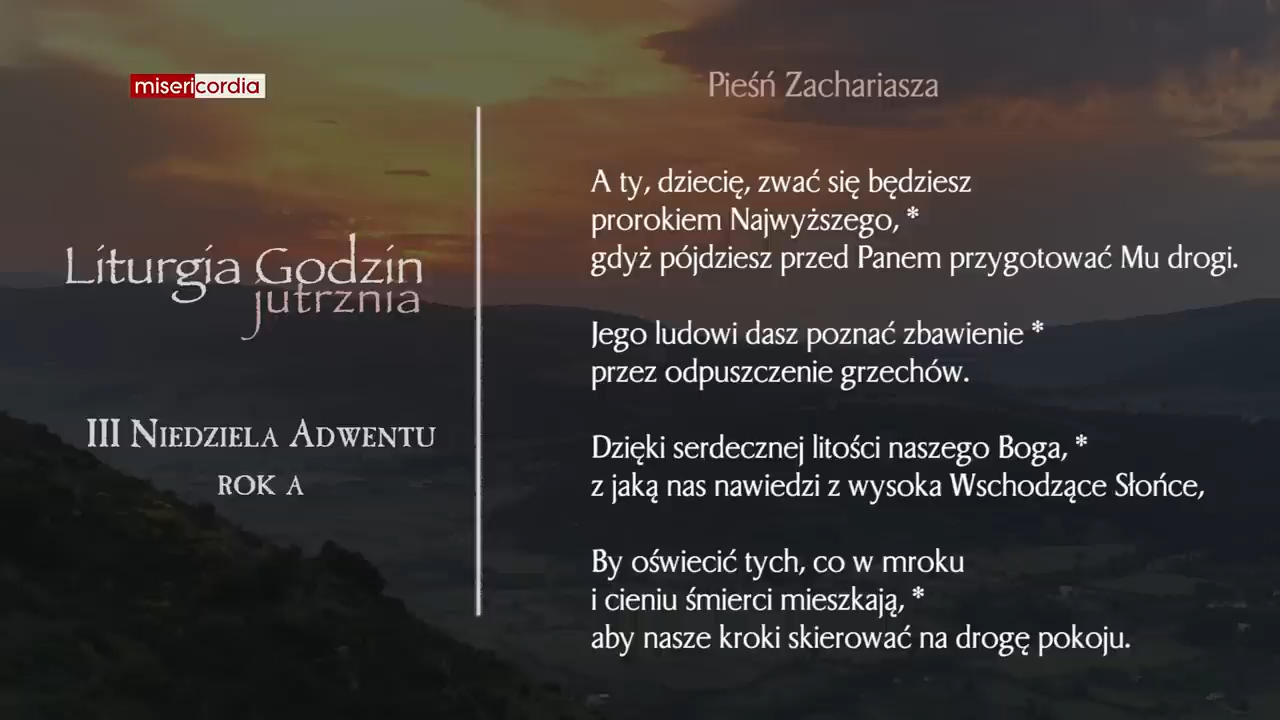 misericordia
Liturgia Godzin
jutrznia
III Niedziela Adwentu
rok A
Pieśń Zachariasza
A ty, dziecię, zwać się będziesz
prorokiem Najwyższego, *
gdyż pójdziesz przed Panem przygotować Mu drogi.
Jego ludowi dasz poznać zbawienie *
przez odpuszczenie grzechów.
Dzięki serdecznej litości naszego Boga, *
z jaką nas nawiedzi z wysoka Wschodzące Słońce,
By oświecić tych, co w mroku
i cieniu śmierci mieszkają, *
aby nasze kroki skierować na drogę pokoju.